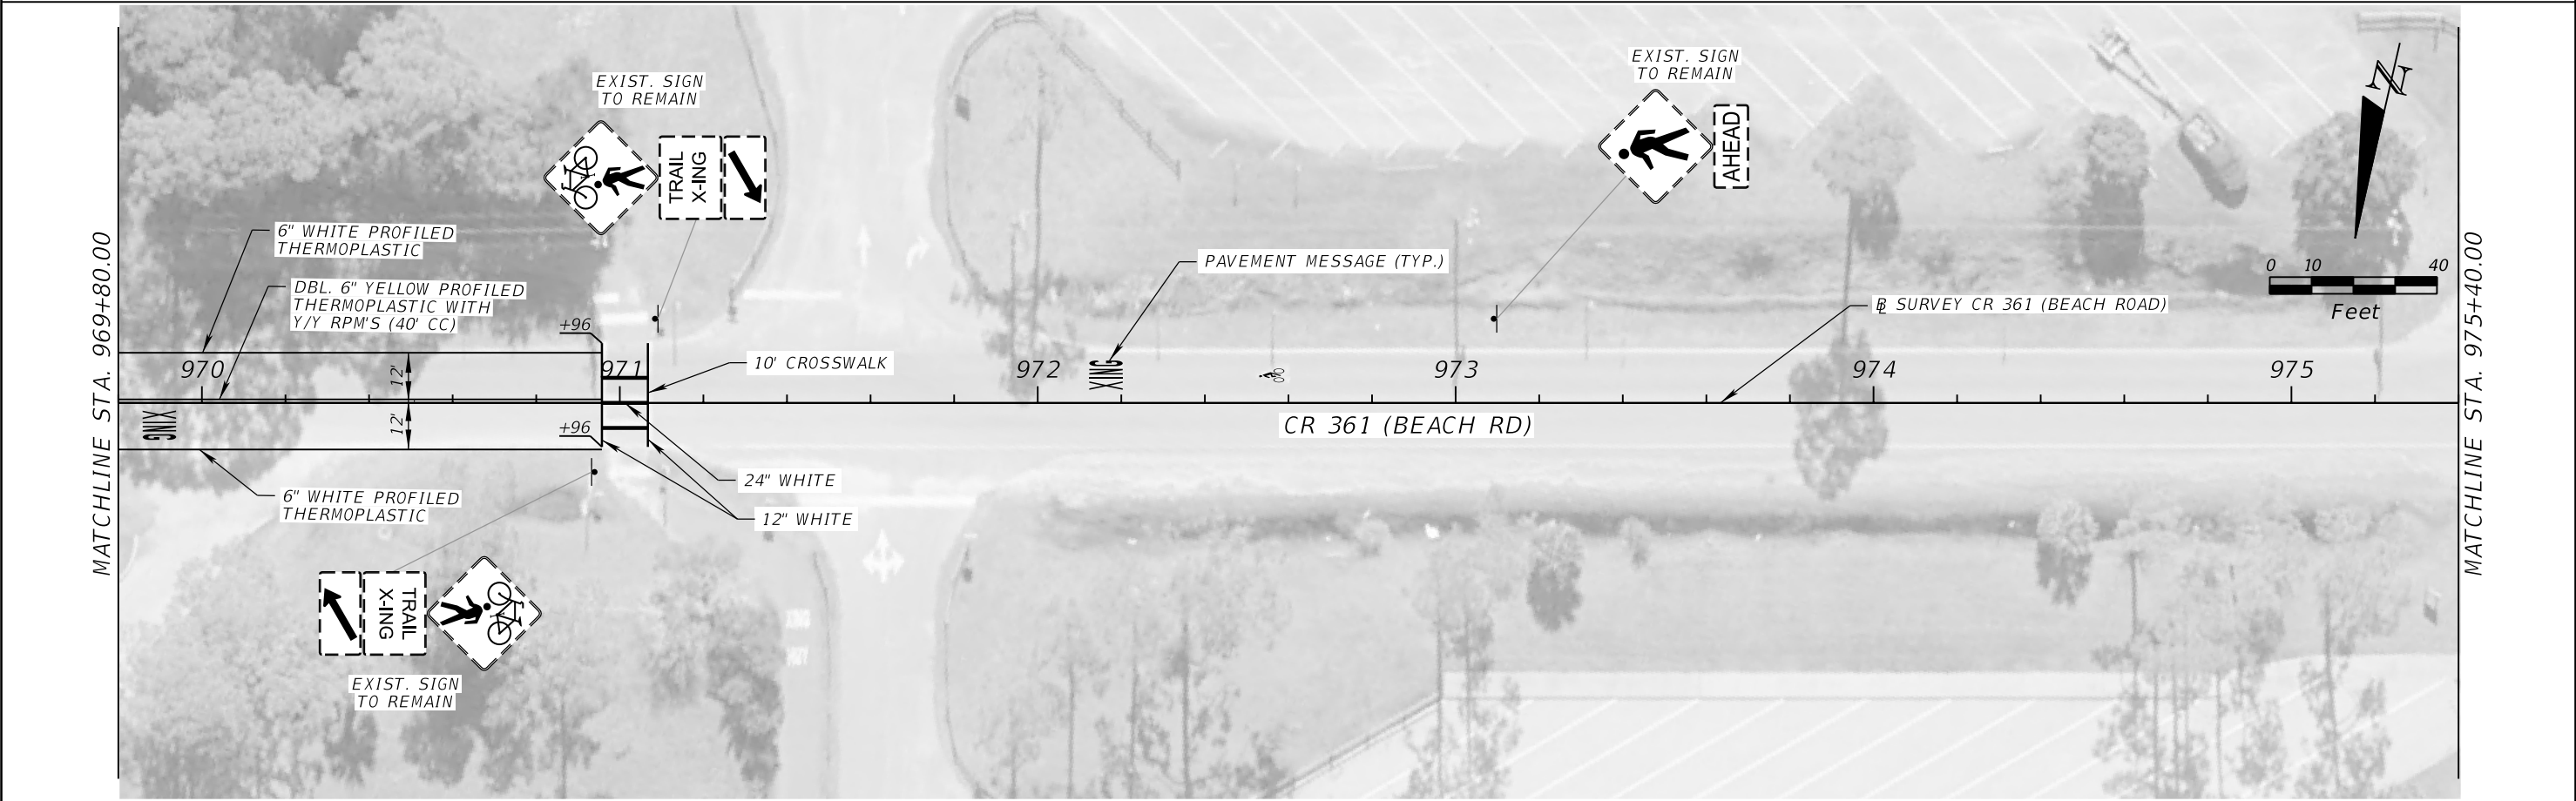 EXIST. SIGN
TO REMAIN
TRAIL
X-ING
EXIST. SIGN
TO REMAIN
AHEAD
N
6" WHITE PROFILED
THERMOPLASTIC
DBL. 6" YELLOW PROFILED
THERMOPLASTIC WITH
Y/Y RPM'S (40' CC)
PAVEMENT MESSAGE (TYP.)
BL SURVEY CR 361 (BEACH ROAD)
0 10 40
Feet
MATCHLINE STA. 969+80.00
MATCHLINE STA. 975+40.00
+96
10' CROSSWALK
970 971 972 973 974 975
12'
12'
XING
XING
+96
CR 361 (BEACH RD)
24" WHITE
12" WHITE
6" WHITE PROFILED
THERMOPLASTIC
TRAIL
X-ING
EXIST. SIGN
TO REMAIN